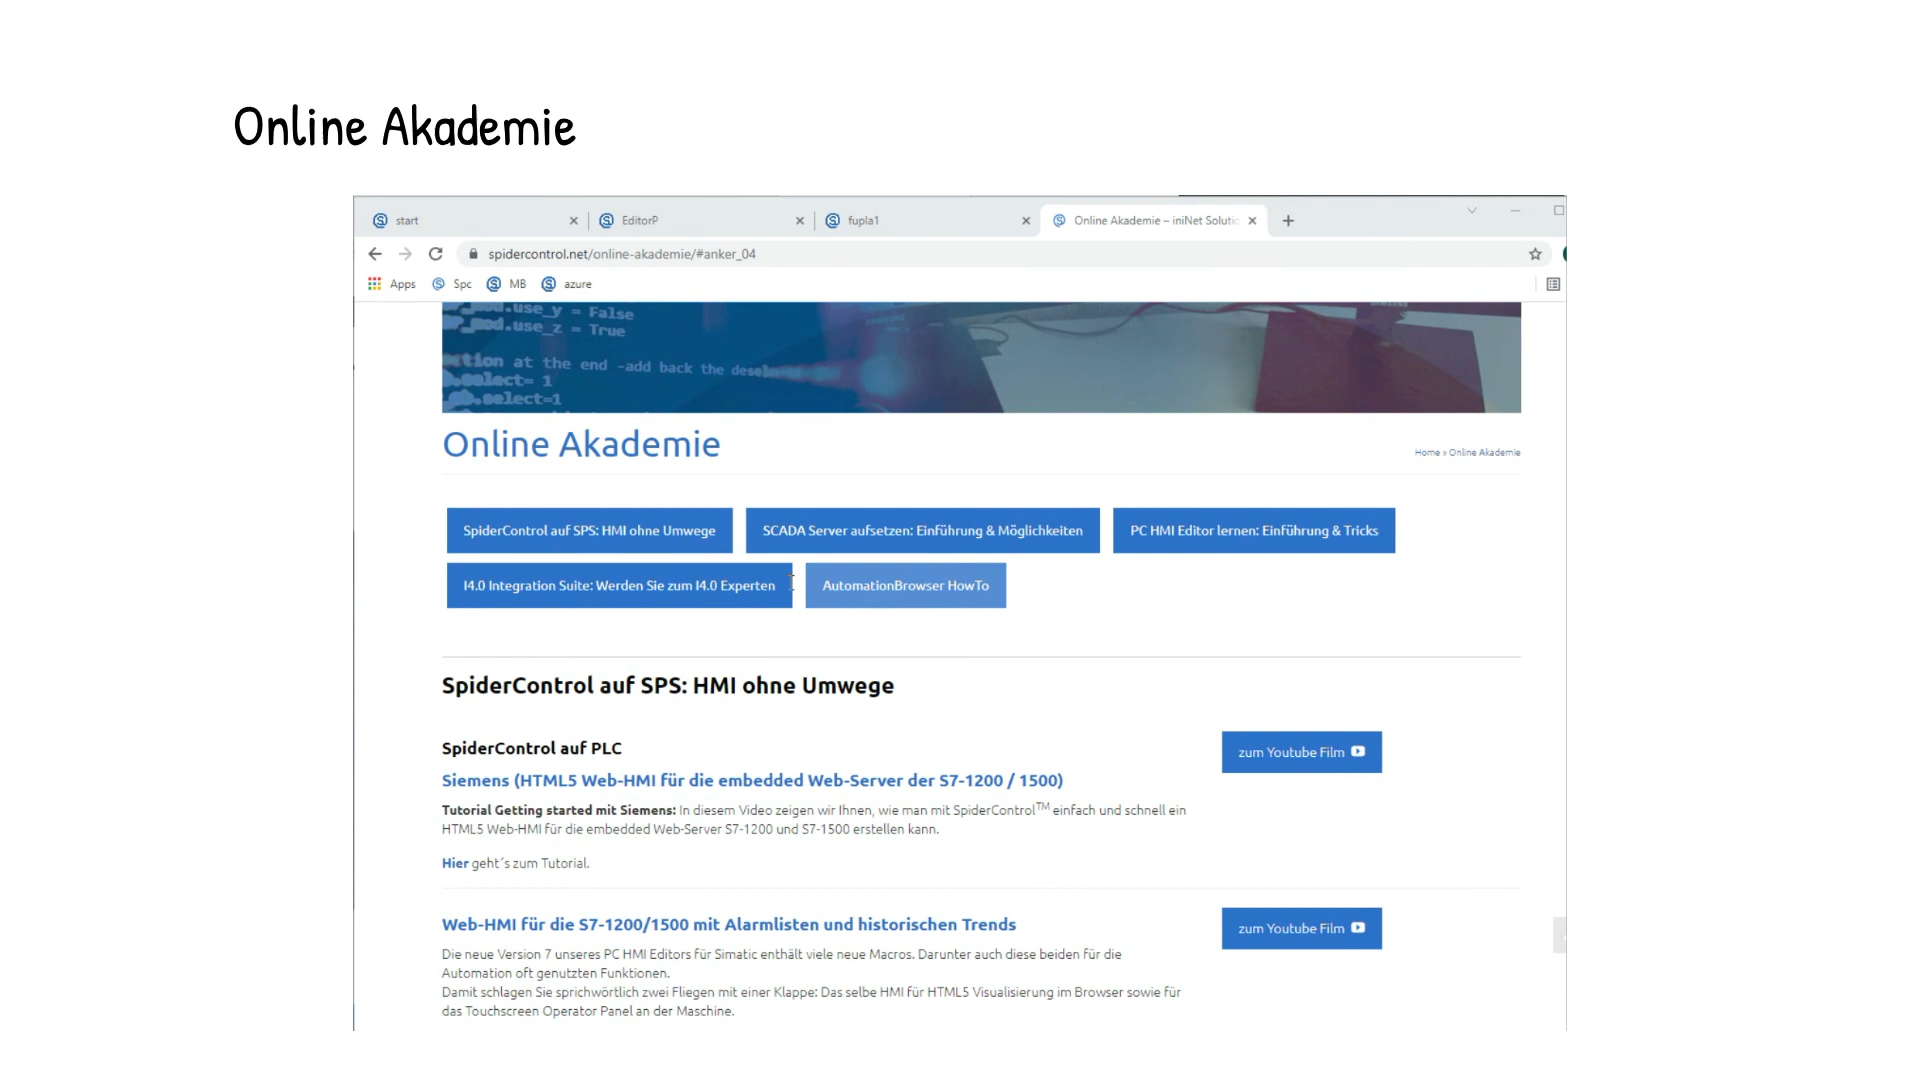 Online Akademie
start
EditorP
fupla1
Online Akademie – iniNet Solutic
spidercontrol.net/online-akademie/#anker_04
Apps
Spc
MB
azure
.use_y = False
mod.use_z = True
ction at the end -add back the dese
select= 1
select=1
Online Akademie
Home » Online Akademie
SpiderControl auf SPS: HMI ohne Umwege
SCADA Server aufsetzen: Einführung & Möglichkeiten
PC HMI Editor lernen: Einführung & Tricks
I4.0 Integration Suite: Werden Sie zum I4.0 Experten
AutomationBrowser HowTo
SpiderControl auf SPS: HMI ohne Umwege
SpiderControl auf PLC
zum Youtube Film
Siemens (HTML5 Web-HMI für die embedded Web-Server der S7-1200 / 1500)
Tutorial Getting started mit Siemens: In diesem Video zeigen wir Ihnen, wie man mit SpiderControl™ einfach und schnell ein
HTML5 Web-HMI für die embedded Web-Server S7-1200 und S7-1500 erstellen kann.
Hier geht´s zum Tutorial.
Web-HMI für die S7-1200/1500 mit Alarmlisten und historischen Trends
zum Youtube Film
Die neue Version 7 unseres PC HMI Editors für Simatic enthält viele neue Macros. Darunter auch diese beiden für die
Automation oft genutzten Funktionen.
Damit schlagen Sie sprichwörtlich zwei Fliegen mit einer Klappe: Das selbe HMI für HTML5 Visualisierung im Browser sowie für
das Touchscreen Operator Panel an der Maschine.